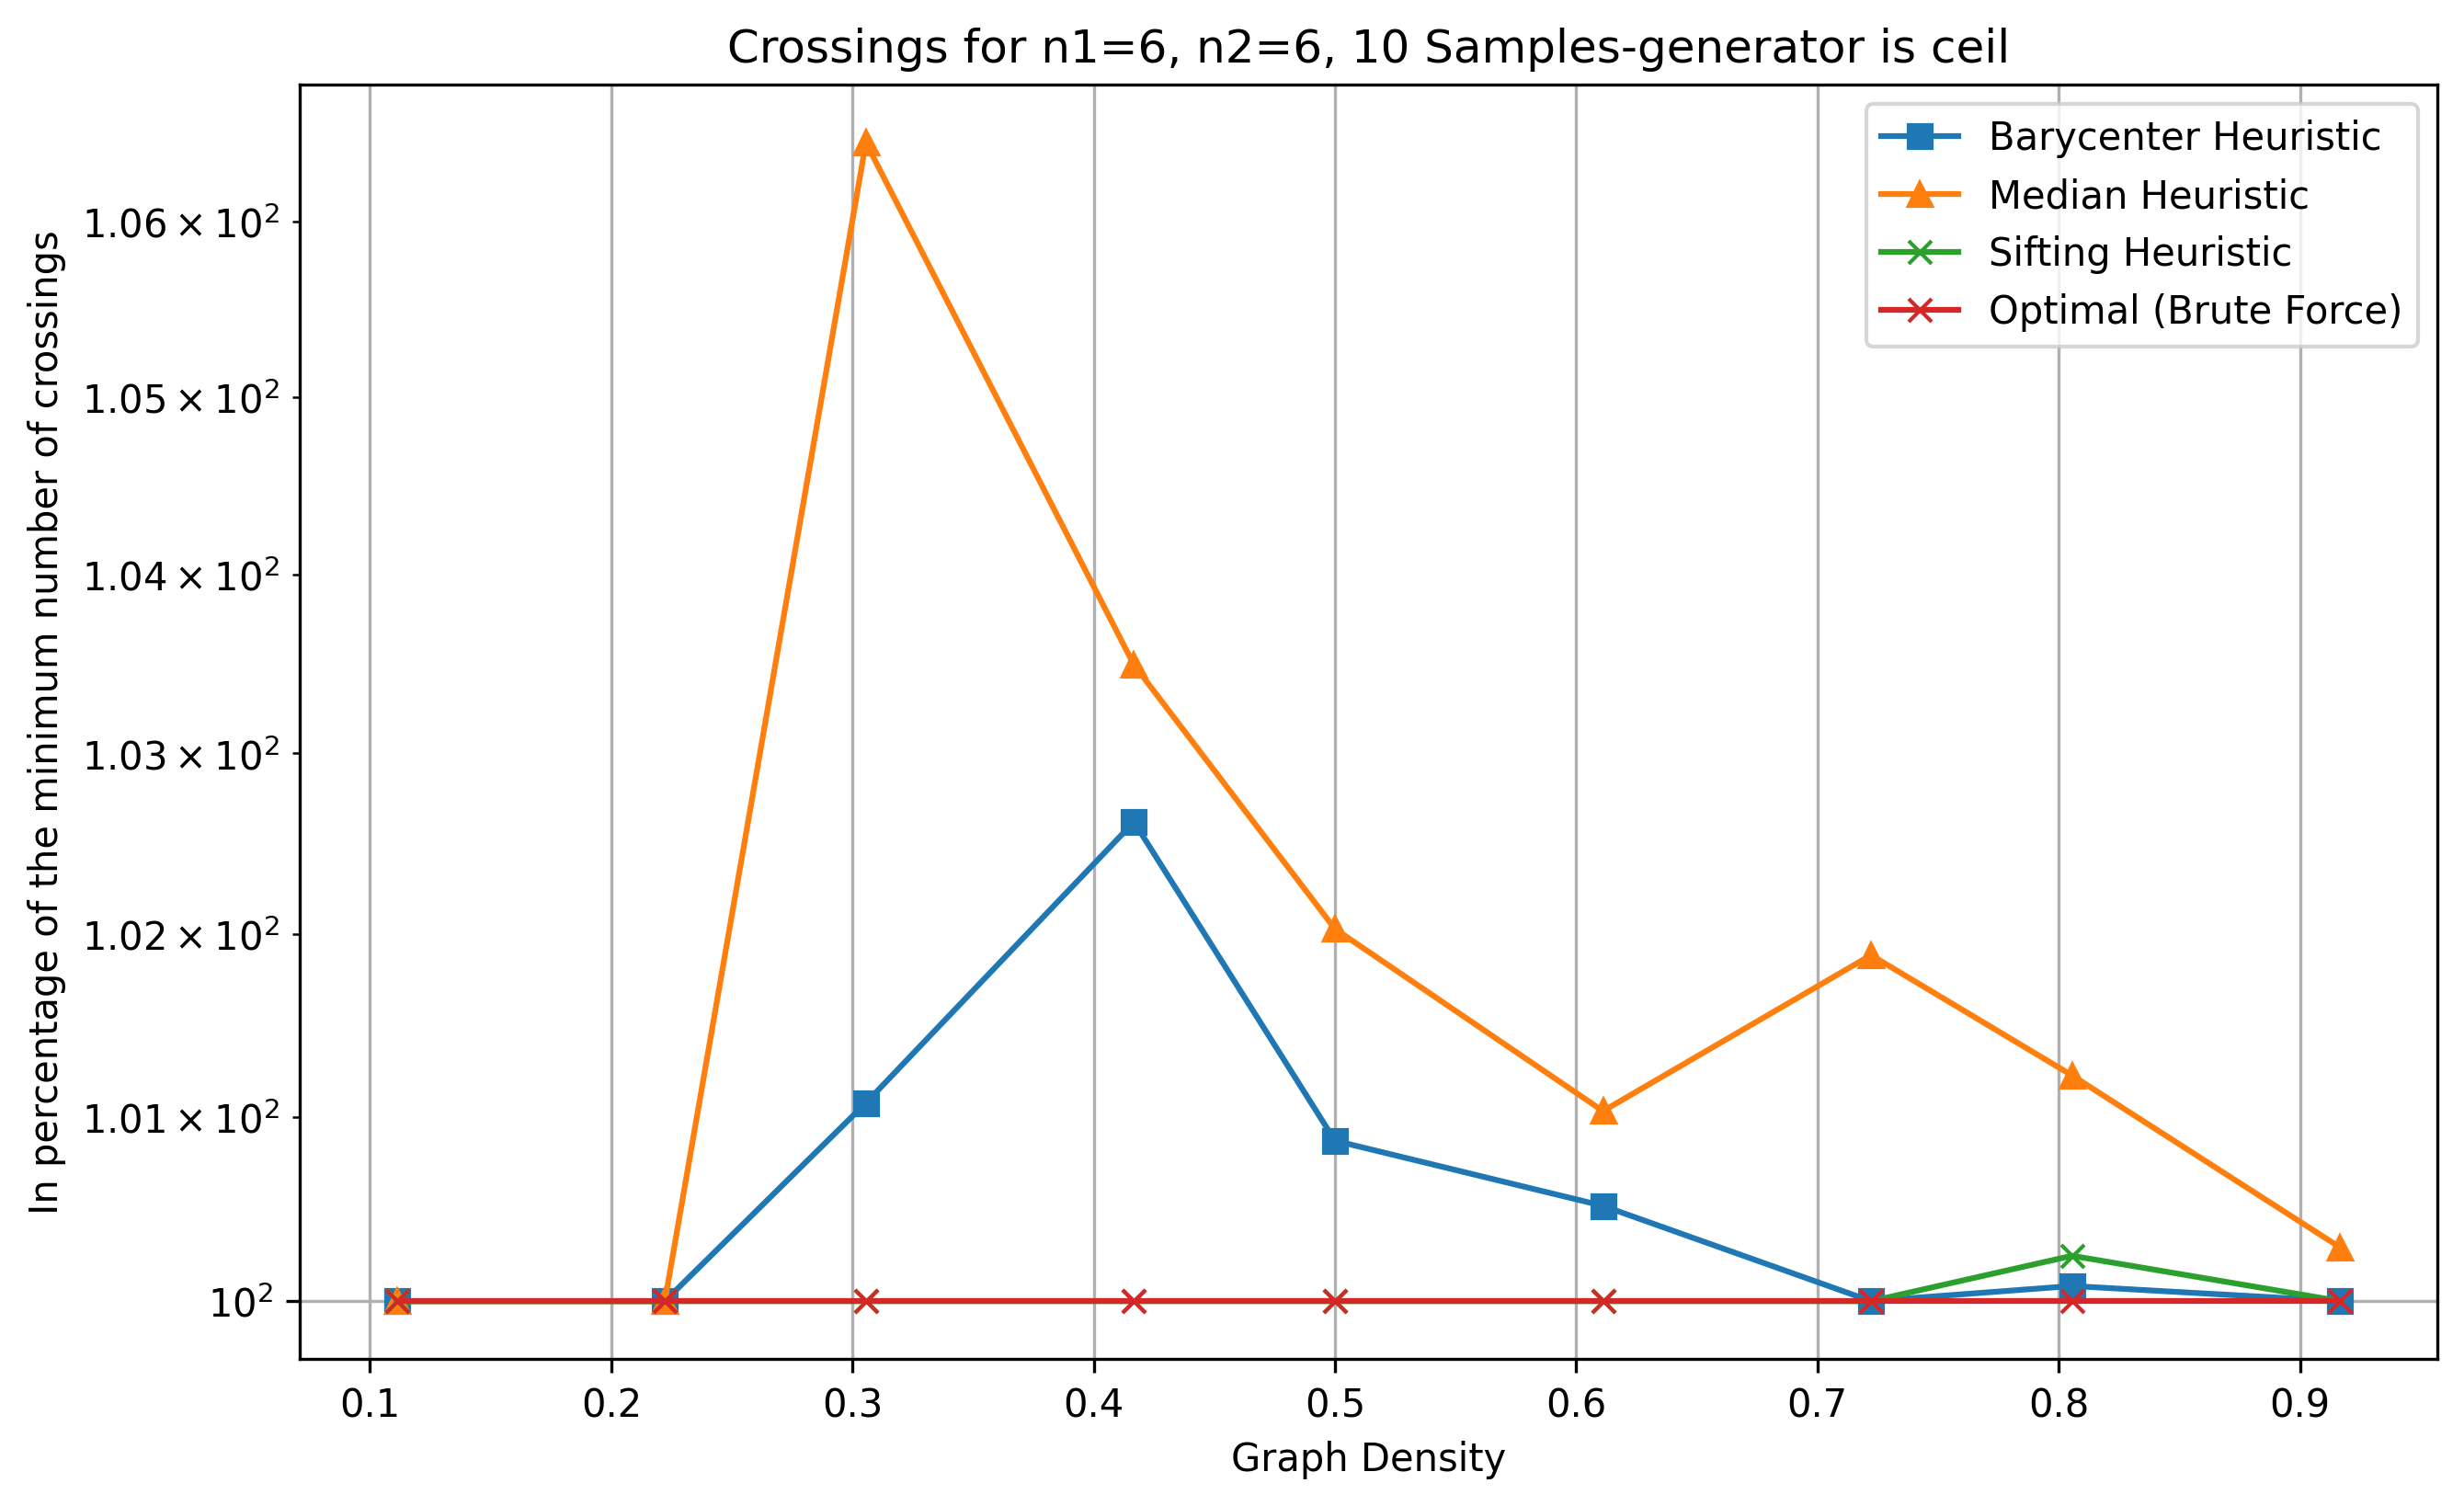 Crossings for n1=6, n2=6, 10 Samples-generator is ceil
In percentage of the minimum number of crossings
1.06 × 10²
1.05 × 10²
1.04 × 10²
1.03 × 10²
1.02 × 10²
1.01 × 10²
10²
Barycenter Heuristic
Median Heuristic
Sifting Heuristic
Optimal (Brute Force)
0.1 0.2 0.3 0.4 0.5 0.6 0.7 0.8 0.9
Graph Density